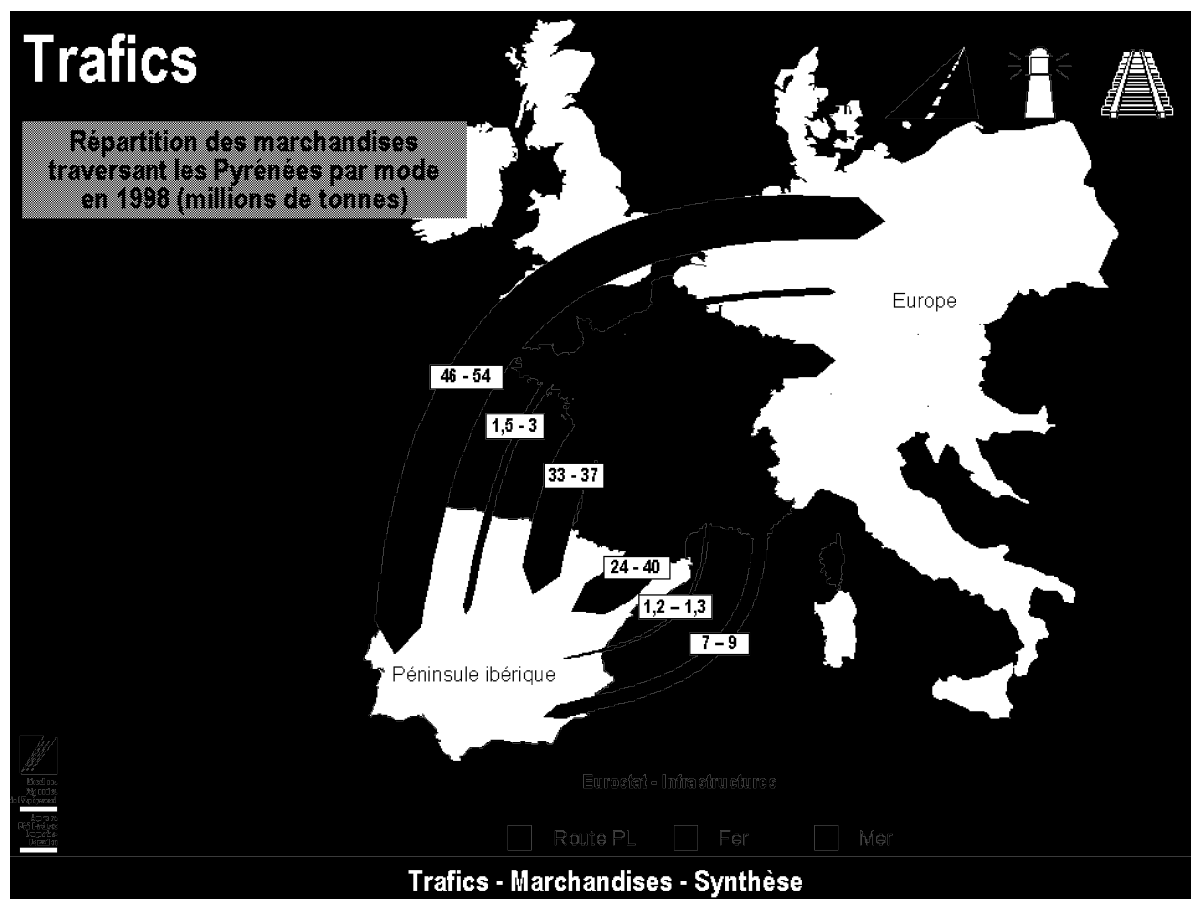 Trafics
Répartition des marchandises
traversant les Pyrénées par mode
en 1998 (millions de tonnes)
Europe
46 - 54
1,5 - 3
33 - 37
24 - 40
1,2 – 1,3
7 – 9
Péninsule ibérique
Eurostat - Infrastructures
Route PL
Fer
Mer
Trafics - Marchandises - Synthèse